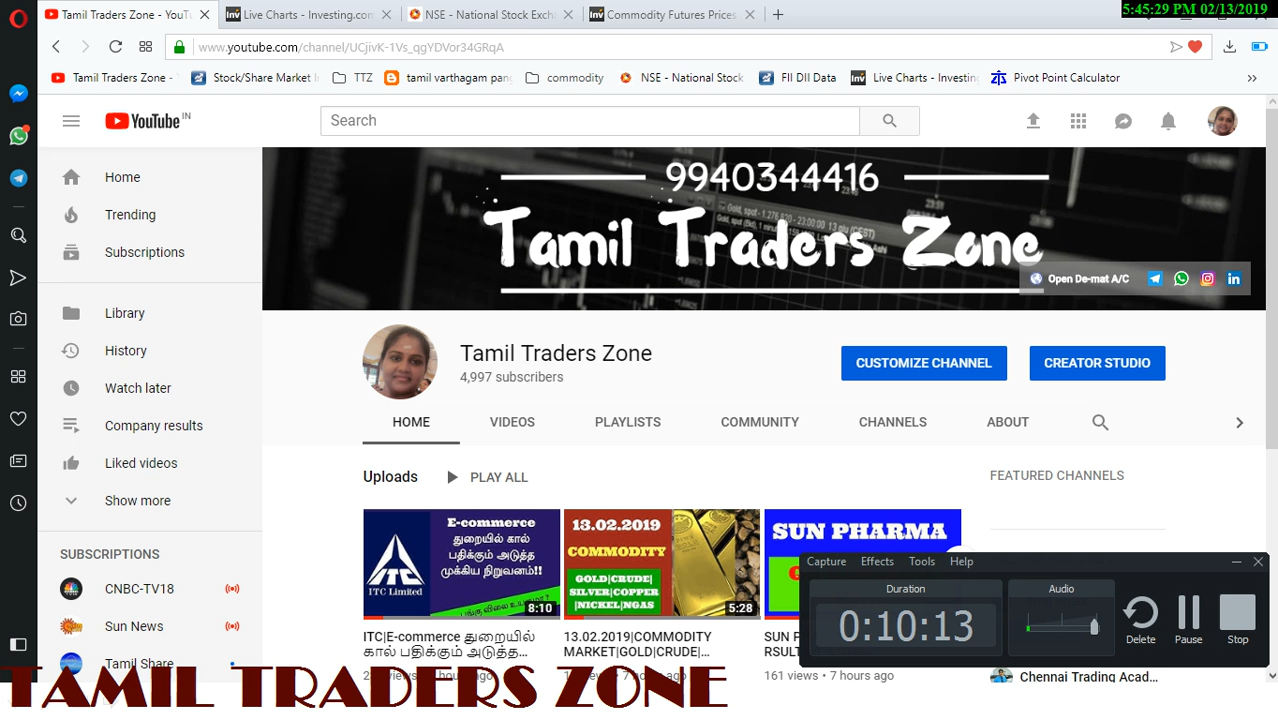 5:45:29 PM 02/13/2019
Tamil Traders Zone - YouT
Live Charts - Investing.com
NSE - National Stock Exch
Commodity Futures Prices
www.youtube.com/channel/UCjivK-1Vs_qgYDVor34GRqA
Tamil Traders Zone -
Stock/Share Market
TTZ
tamil varthagam pan
commodity
NSE - National Stock
FII DII Data
Live Charts - Investin
Pivot Point Calculator
YouTube IN
Search
Home
Trending
Subscriptions
Library
History
Watch later
Company results
Liked videos
Show more
SUBSCRIPTIONS
CNBC-TV18
Sun News
Tamil Share
9940344416
Tamil Traders Zone
Open De-mat A/C
Tamil Traders Zone
4,997 subscribers
CUSTOMIZE CHANNEL
CREATOR STUDIO
HOME
VIDEOS
PLAYLISTS
COMMUNITY
CHANNELS
ABOUT
Uploads
PLAY ALL
FEATURED CHANNELS
E-commerce
துறையில் கால்
பதிக்கும் அடுத்த
முக்கிய நிறுவனம்!!
ITC Limited
8:10
13.02.2019
COMMODITY
GOLD|CRUDE|
SILVER|COPPER
|NICKEL|NGAS
5:28
SUN PHARMA
ITC|E-commerce துறையில்
கால் பதிக்கும் அடுத்த...
13.02.2019|COMMODITY
MARKET|GOLD|CRUDE|...
SUN
RSULT
161 views • 7 hours ago
Capture
Effects
Tools
Help
Duration
0:10:13
Audio
Delete
Pause
Stop
Chennai Trading Acad...
TAMIL TRADERS ZONE